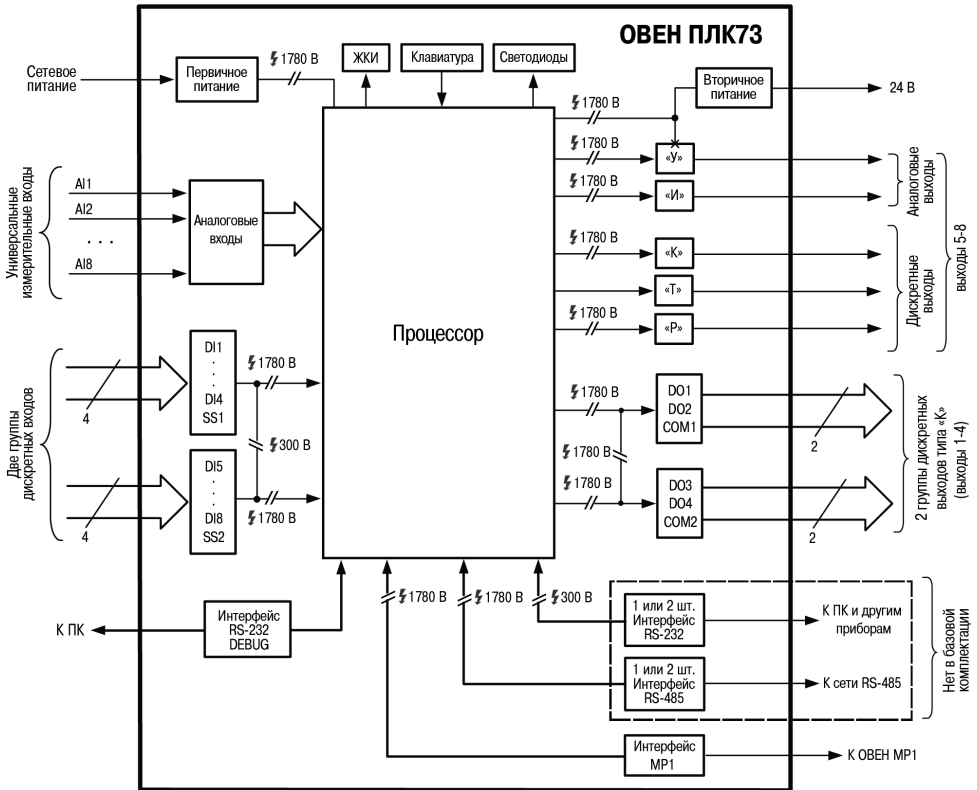 ОВЕН ПЛК73
Сетевое
питание
Первичное
питание
1780 В
ЖКИ
Клавиатура
Светодиоды
Вторичное
питание
24 В
1780 В
1780 В
«У»
1780 В
«И»
Аналоговые
выходы
Универсальные
измерительные входы
AI1
AI2
. . .
AI8
Аналоговые
входы
Процессор
1780 В
«К»
«Т»
1780 В
«Р»
Дискретные
выходы
выходы 5-8
Две группы
дискретных входов
4
DI1
.
.
.
DI4
SS1
1780 В
300 В
4
DI5
.
.
.
DI8
SS2
1780 В
1780 В
DO1
DO2
COM1
2
1780 В
1780 В
DO3
DO4
COM2
2
2 группы дискретных
выходов типа «К»
(выходы 1-4)
К ПК
Интерфейс
RS-232
DEBUG
1780 В
1780 В
300 В
1 или 2 шт.
Интерфейс
RS-232
К ПК и другим
приборам
1 или 2 шт.
Интерфейс
RS-485
К сети RS-485
Нет в базовой
комплектации
Интерфейс
МР1
К ОВЕН МР1